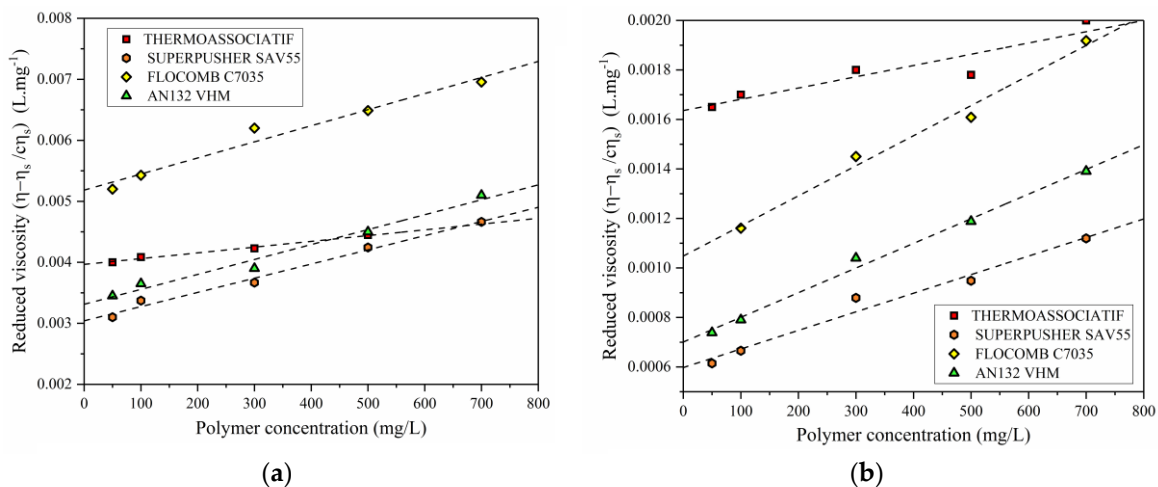 0.008
0.007
0.006
0.005
0.004
0.003
0.002
Reduced viscosity (η−ηs /cηs) (L.mg-1)
THERMOASSOCIATIF
SUPERPUSHER SAV55
FLOCOMB C7035
AN132 VHM
0 100 200 300 400 500 600 700 800
Polymer concentration (mg/L)
(a)
0.0020
0.0018
0.0016
0.0014
0.0012
0.0010
0.0008
0.0006
Reduced viscosity (η−ηs /cηs) (L.mg-1)
THERMOASSOCIATIF
SUPERPUSHER SAV55
FLOCOMB C7035
AN132 VHM
0 100 200 300 400 500 600 700 800
Polymer concentration (mg/L)
(b)